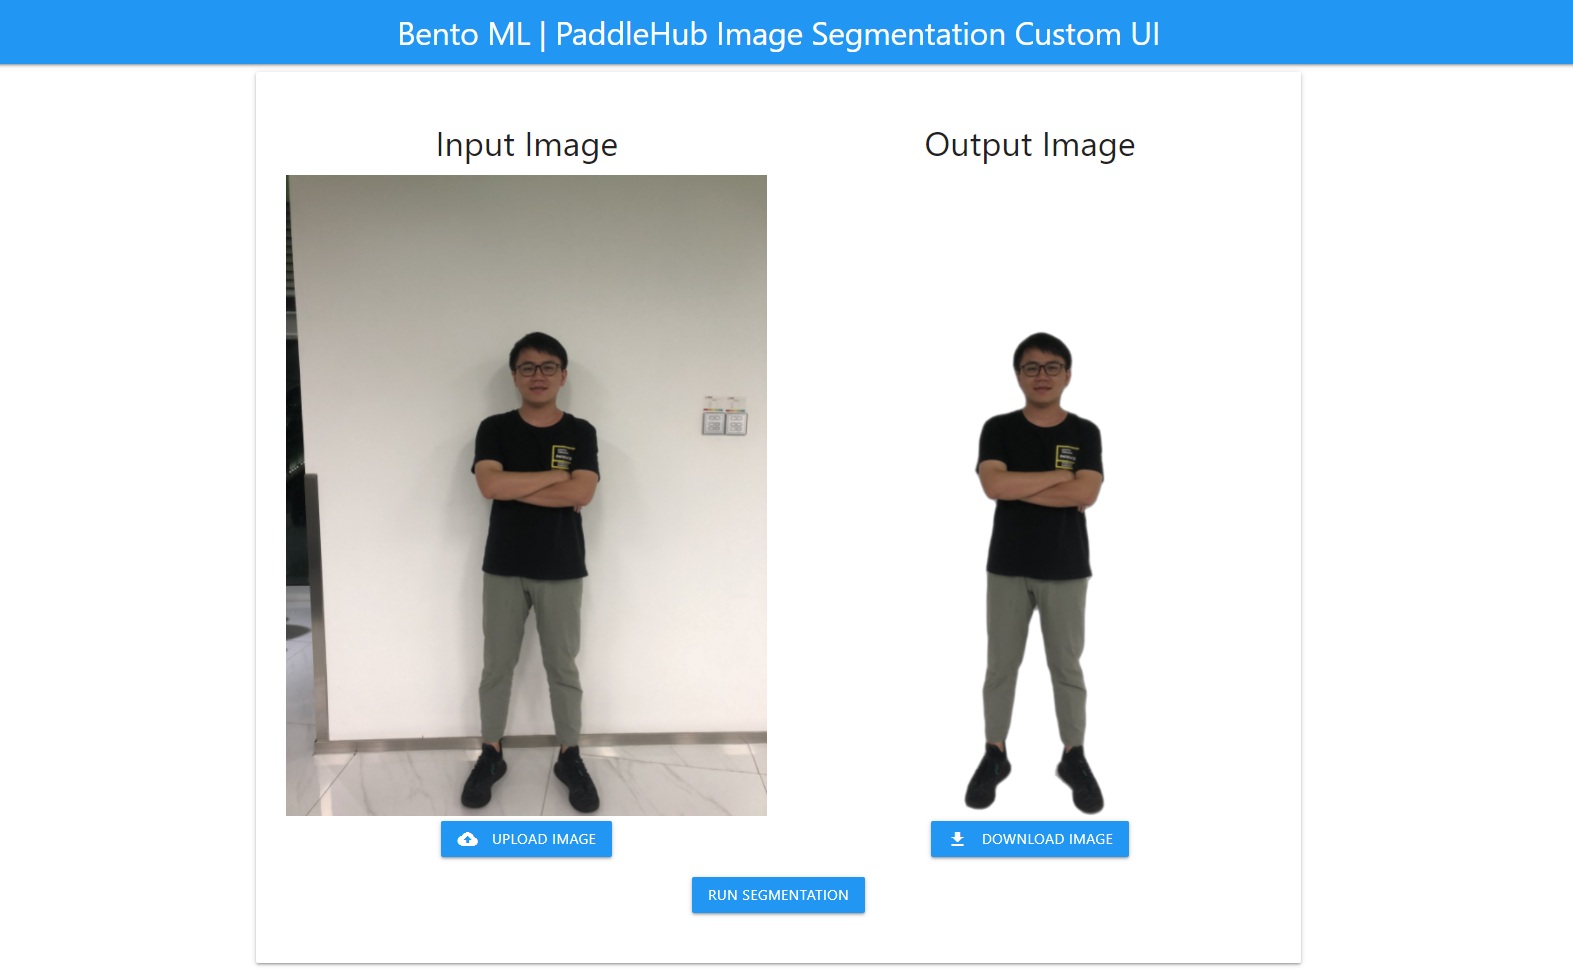 Bento ML | PaddleHub Image Segmentation Custom UI
Input Image
Output Image
UPLOAD IMAGE
DOWNLOAD IMAGE
RUN SEGMENTATION